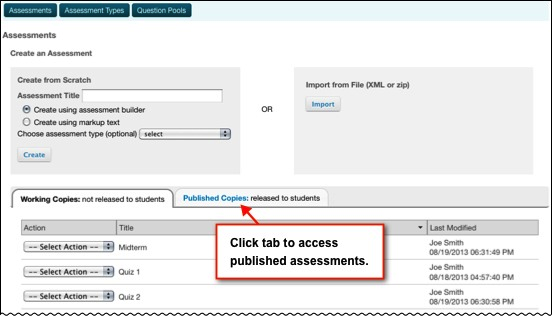 Assessments Assessment Types Question Pools
Assessments
Create an Assessment
Create from Scratch
Assessment Title
Create using assessment builder
Create using markup text
Choose assessment type (optional) select
Create
OR
Import from File (XML or zip)
Import
Working Copies: not released to students
Published Copies: released to students
Action Title Last Modified
-- Select Action -- Midterm Joe Smith
08/19/2013 06:31:49 PM
-- Select Action -- Quiz 1 Joe Smith
08/18/2013 04:57:40 PM
-- Select Action -- Quiz 2 Joe Smith
08/19/2013 06:30:58 PM
Click tab to access
published assessments.